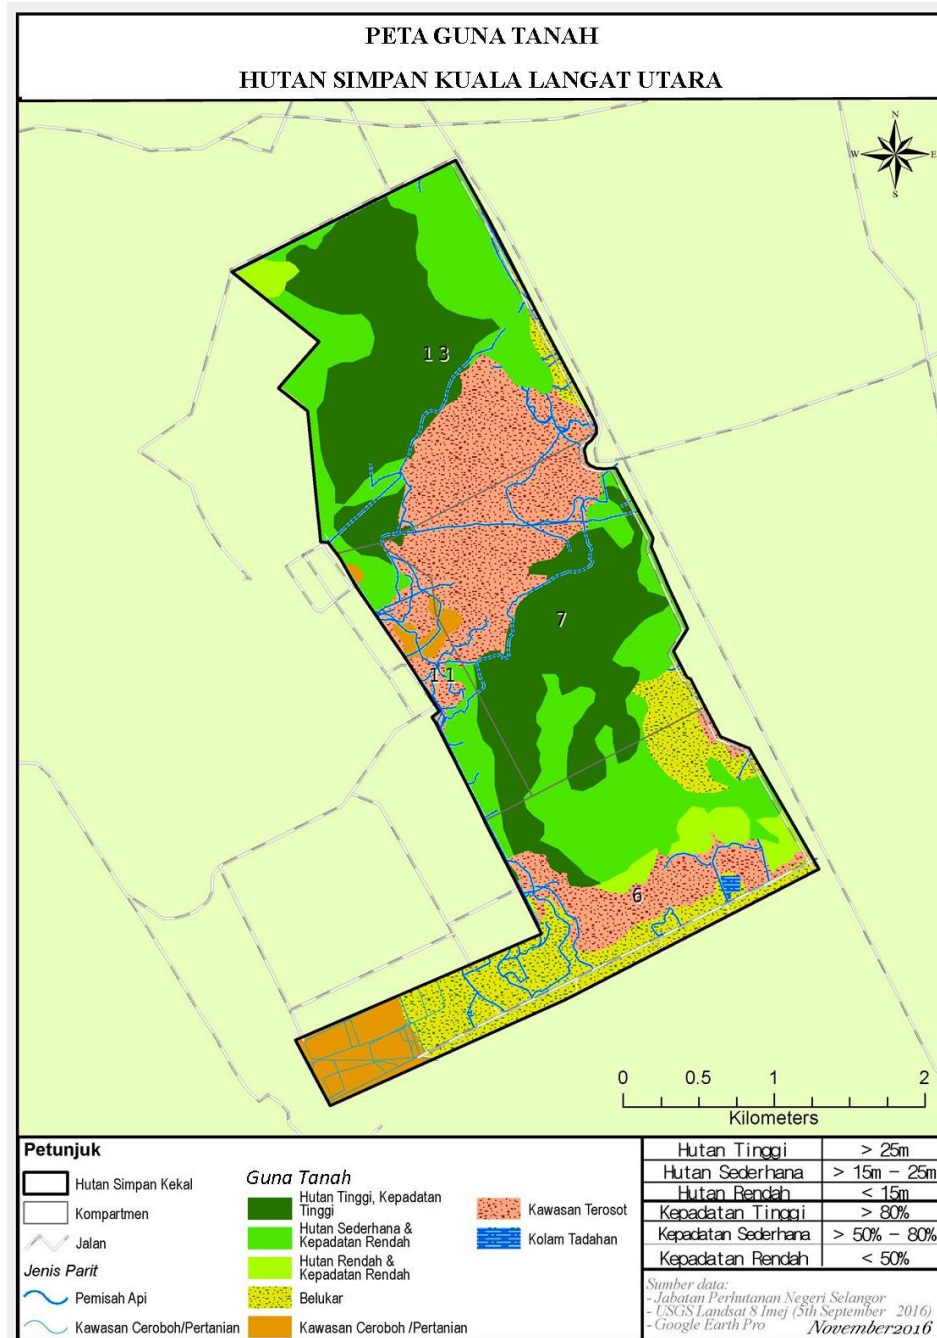 PETA GUNA TANAH
HUTAN SIMPAN KUALA LANGAT UTARA
N
W E
S
13
7
11
6
0 0.5 1 2
Kilometers
Petunjuk
Hutan Simpan Kekal
Kompartmen
Jalan
Jenis Parit
Pemisah Api
Kawasan Ceroboh/Pertanian
Guna Tanah
Hutan Tinggi, Kepadatan
Tinggi
Hutan Sederhana &
Kepadatan Rendah
Hutan Rendah &
Kepadatan Rendah
Belukar
Kawasan Ceroboh /Pertanian
Kawasan Terosot
Kolam Tadahan
Hutan Tinggi > 25m
Hutan Sederhana > 15m - 25m
Hutan Rendah < 15m
Kepadatan Tinggi > 80%
Kepadatan Sederhana > 50% - 80%
Kepadatan Rendah < 50%
Sumber data:
- Jabatan Perhutanan Negeri Selangor
- USGS Landsat 8 Imej (5th September 2016)
- Google Earth Pro
November2016